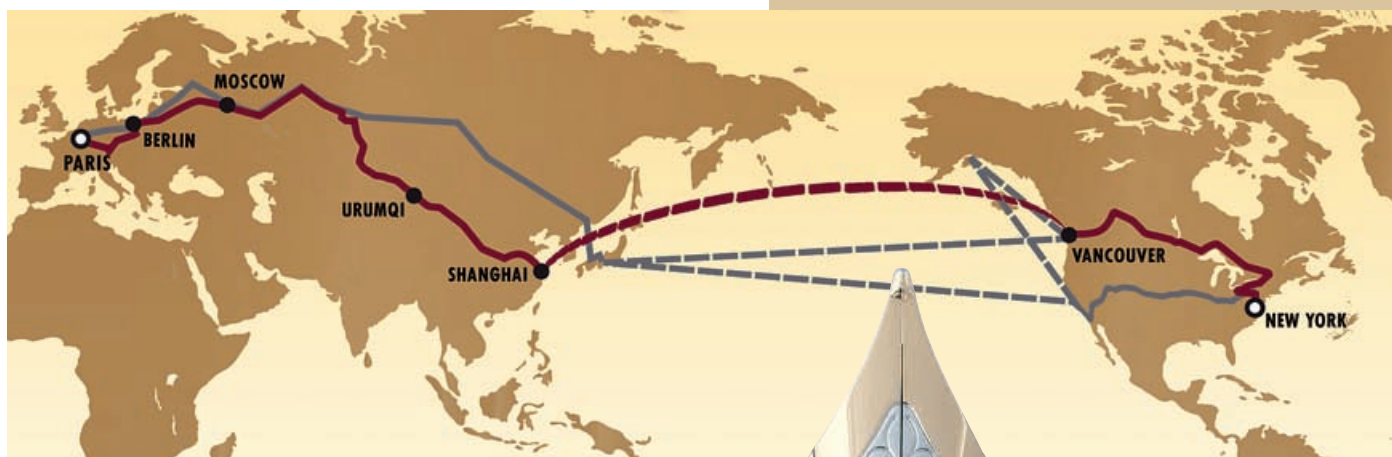 MOSCOW
BERLIN
PARIS
URUMQI
SHANGHAI
VANCOUVER
NEW YORK